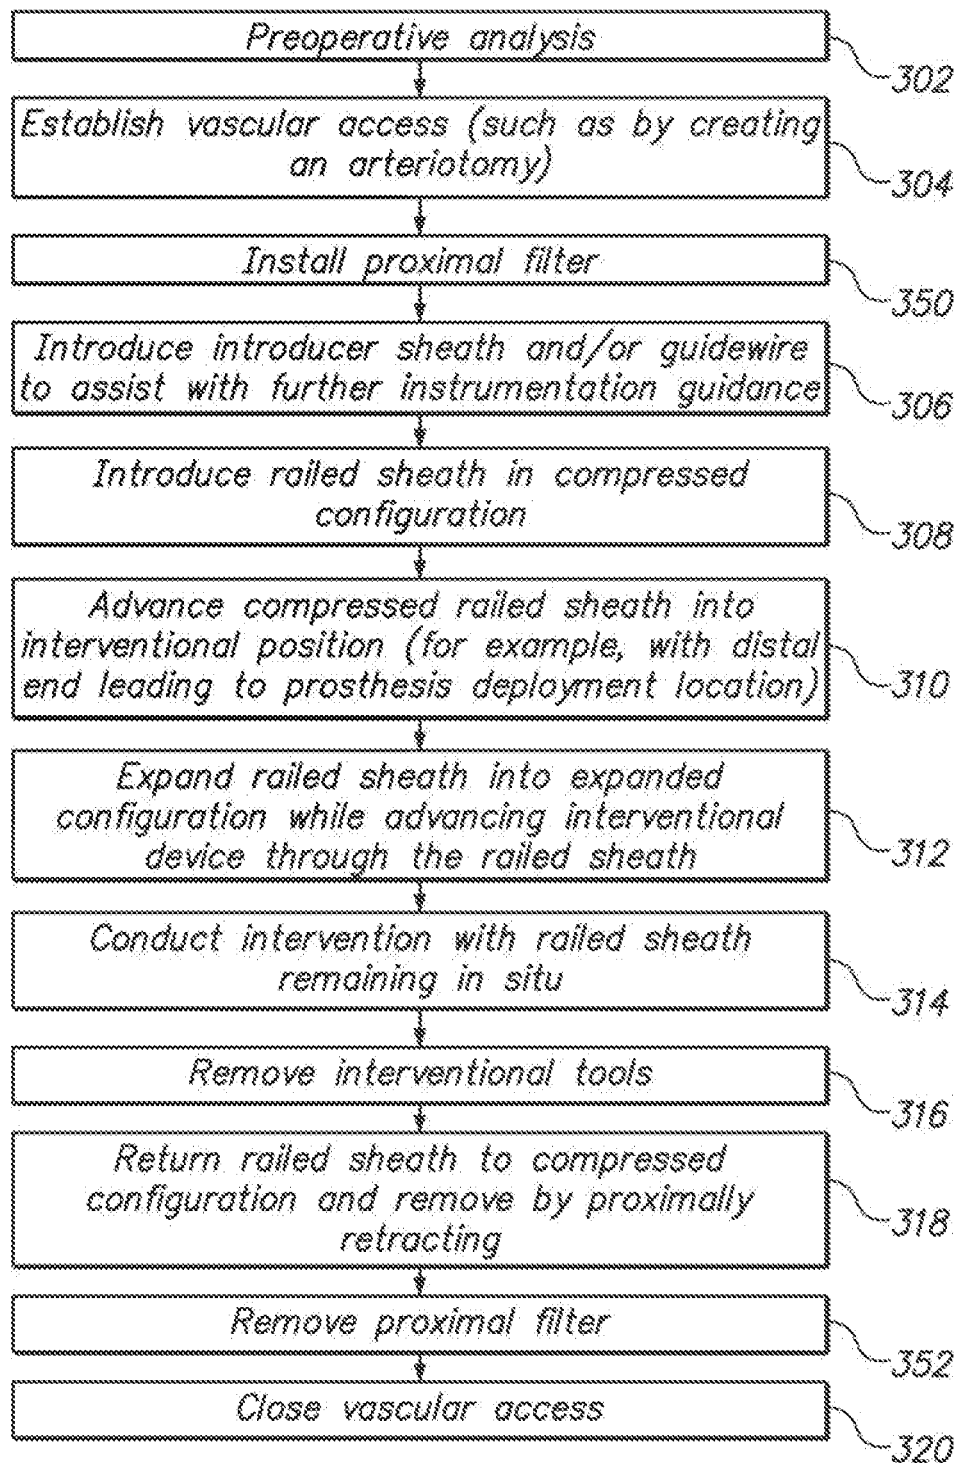 Preoperative analysis
302
Establish vascular access (such as by creating
an arteriotomy)
304
Install proximal filter
350
Introduce introducer sheath and/or guidewire
to assist with further instrumentation guidance
306
Introduce railed sheath in compressed
configuration
308
Advance compressed railed sheath into
interventional position (for example, with distal
end leading to prosthesis deployment location)
310
Expand railed sheath into expanded
configuration while advancing interventional
device through the railed sheath
312
Conduct intervention with railed sheath
remaining in situ
314
Remove interventional tools
316
Return railed sheath to compressed
configuration and remove by proximally
retracting
318
Remove proximal filter
352
Close vascular access
320